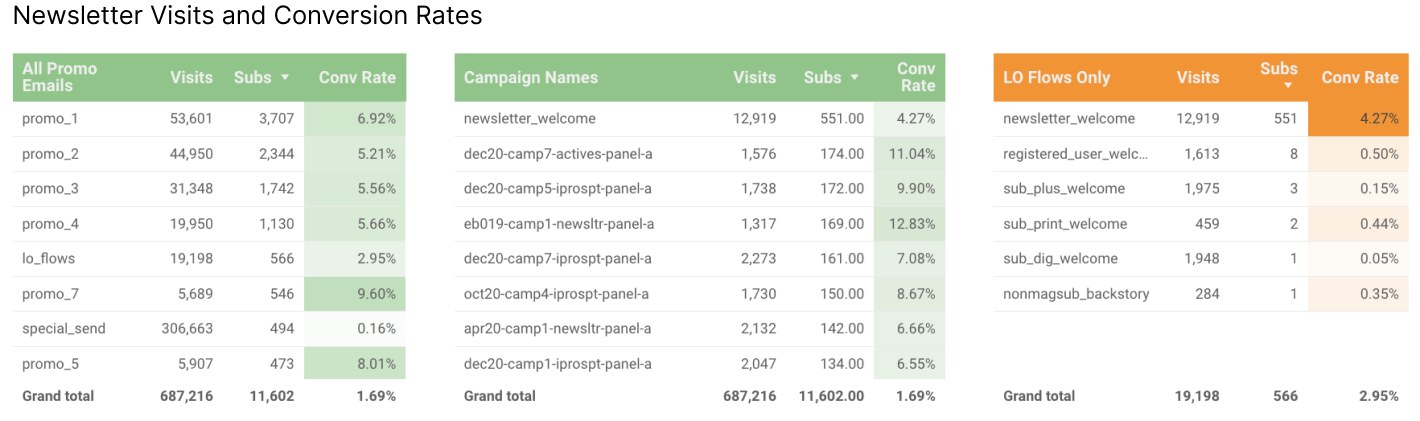 Newsletter Visits and Conversion Rates
All Promo Emails Visits Subs Conv Rate
promo_1 53,601 3,707 6.92%
promo_2 44,950 2,344 5.21%
promo_3 31,348 1,742 5.56%
promo_4 19,950 1,130 5.66%
lo_flows 19,198 566 2.95%
promo_7 5,689 546 9.60%
special_send 306,663 494 0.16%
promo_5 5,907 473 8.01%
Grand total 687,216 11,602 1.69%
Campaign Names Visits Subs Conv Rate
newsletter_welcome 12,919 551.00 4.27%
dec20-camp7-actives-panel-a 1,576 174.00 11.04%
dec20-camp5-iprospt-panel-a 1,738 172.00 9.90%
eb019-camp1-newsltr-panel-a 1,317 169.00 12.83%
dec20-camp7-iprospt-panel-a 2,273 161.00 7.08%
oct20-camp4-iprospt-panel-a 1,730 150.00 8.67%
apr20-camp1-newsltr-panel-a 2,132 142.00 6.66%
dec20-camp1-iprospt-panel-a 2,047 134.00 6.55%
Grand total 687,216 11,602.00 1.69%
LO Flows Only Visits Subs Conv Rate
newsletter_welcome 12,919 551 4.27%
registered_user_welc... 1,613 8 0.50%
sub_plus_welcome 1,975 3 0.15%
sub_print_welcome 459 2 0.44%
sub_dig_welcome 1,948 1 0.05%
nonmagsub_backstory 284 1 0.35%
Grand total 19,198 566 2.95%